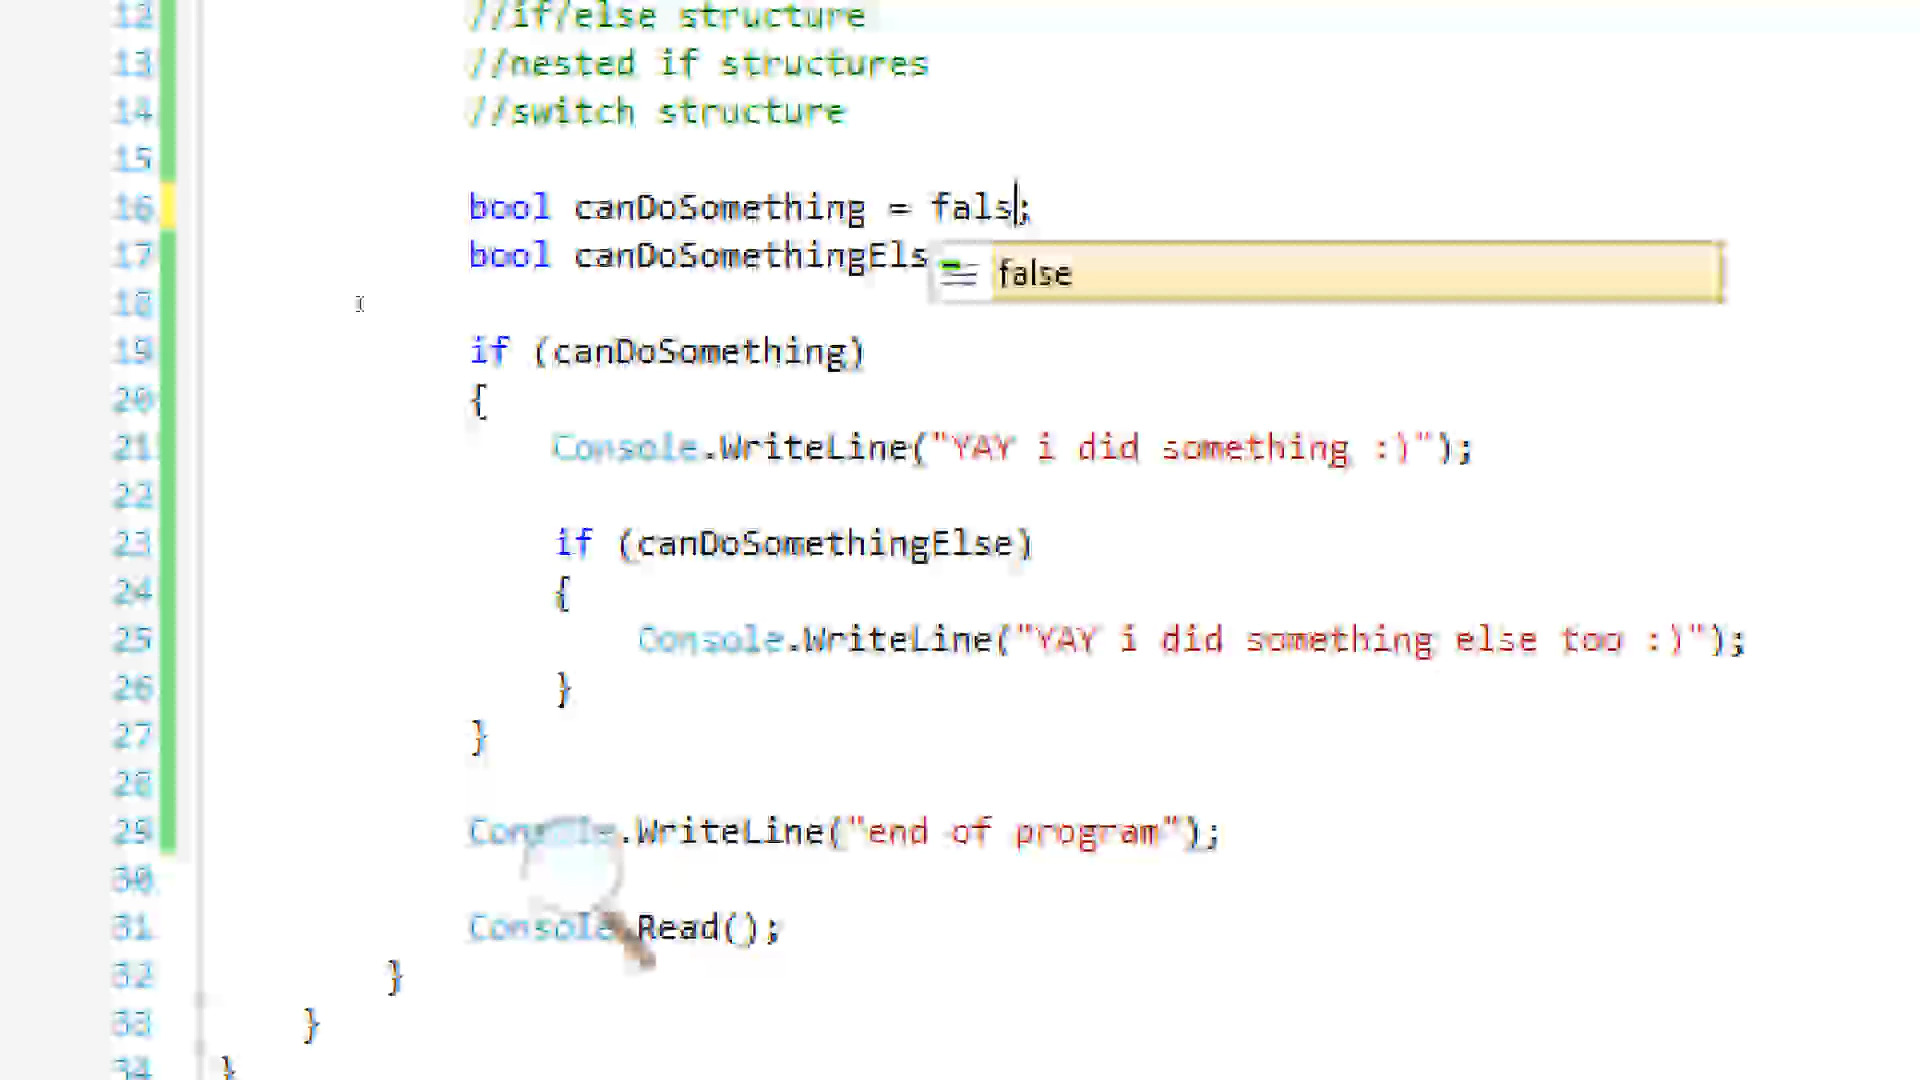 12 //if/else structure
13 //nested if structures
14 //switch structure
15
16 bool canDoSomething = fals;
17 bool canDoSomethingEls
false
18
19 if (canDoSomething)
20 {
21 Console.WriteLine("YAY i did something :)");
22
23 if (canDoSomethingElse)
24 {
25 Console.WriteLine("YAY i did something else too :)");
26 }
27 }
28
29 Console.WriteLine("end of program");
30
31 Console.Read();
32 }
33 }
34 }